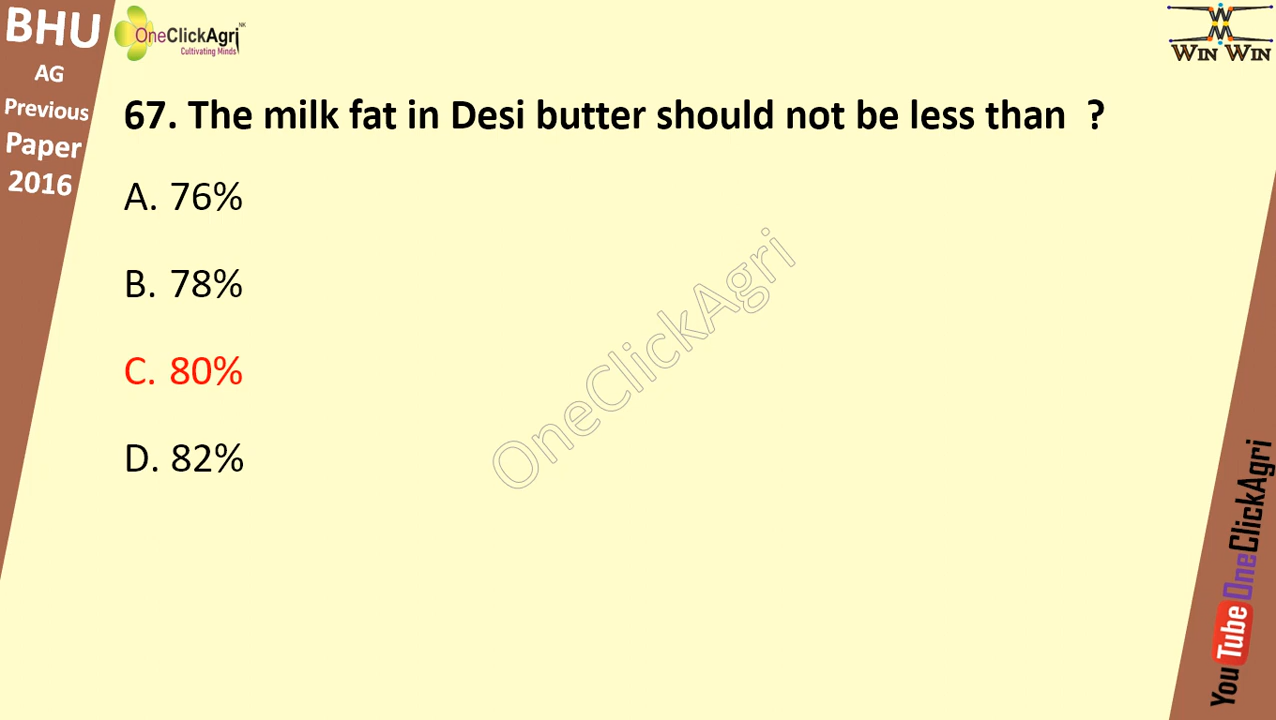 BHU
AG
Previous
Paper
2016
OneClickAgri
NK
Cultivating Minds
WIN WIN
67. The milk fat in Desi butter should not be less than ?
A. 76%
B. 78%
C. 80%
D. 82%
OneClickAgri
YouTube OneClickAgri